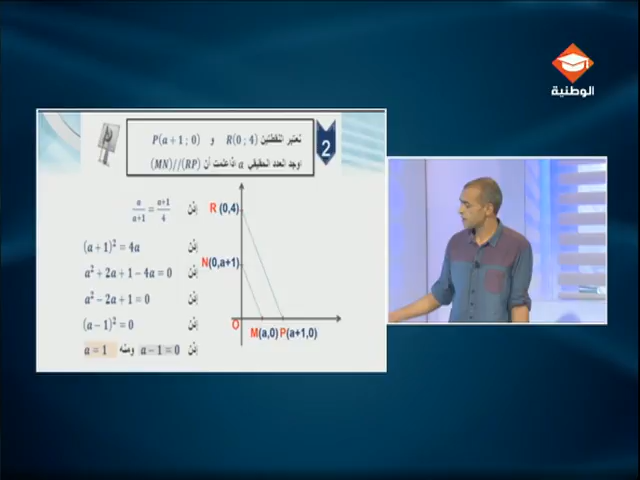 الوطنية
2
نعتبر النقطتين R(0 ; 4) و P(a + 1 ; 0)
اوجد العدد الحقيقي a اذا علمت أن (MN)//(RP)
إذن a/a+1 = a+1/4
إذن (a + 1)² = 4a
إذن a² + 2a + 1 − 4a = 0
إذن a² − 2a + 1 = 0
إذن (a − 1)² = 0
إذن a − 1 = 0 ومنه a = 1
R (0,4)
N(0,a+1)
O
M(a,0) P(a+1,0)